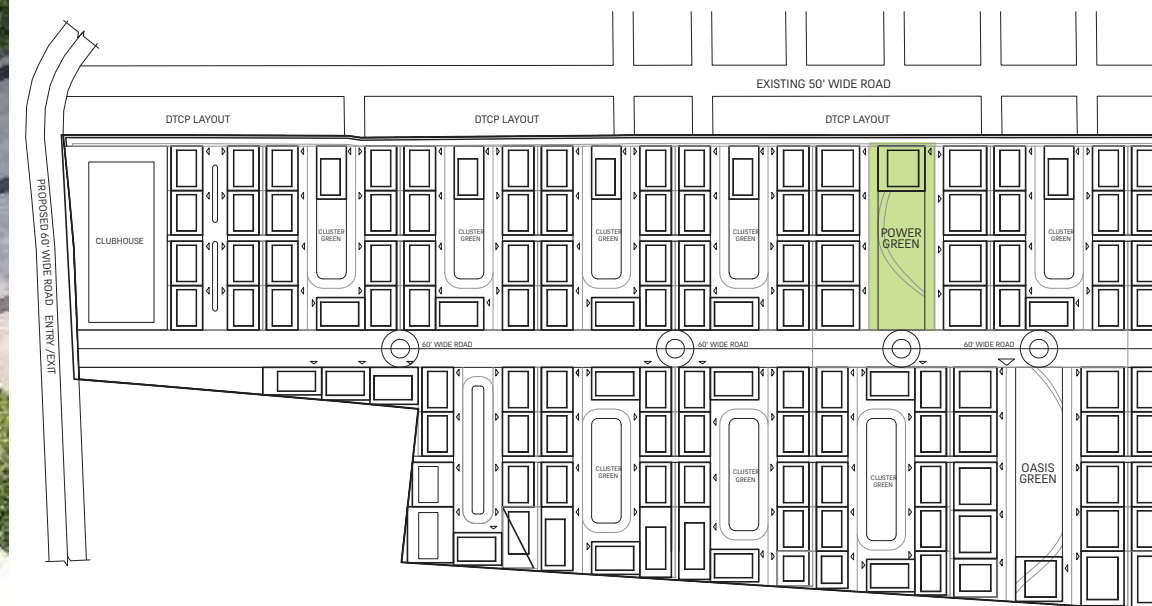 EXISTING 50' WIDE ROAD
DTCP LAYOUT
DTCP LAYOUT
DTCP LAYOUT
PROPOSED 60' WIDE ROAD ENTRY /EXIT
CLUBHOUSE
CLUSTER
GREEN
CLUSTER
GREEN
CLUSTER
GREEN
CLUSTER
GREEN
POWER
GREEN
CLUSTER
GREEN
60' WIDE ROAD
60' WIDE ROAD
60' WIDE ROAD
CLUSTER
GREEN
CLUSTER
GREEN
CLUSTER
GREEN
OASIS
GREEN